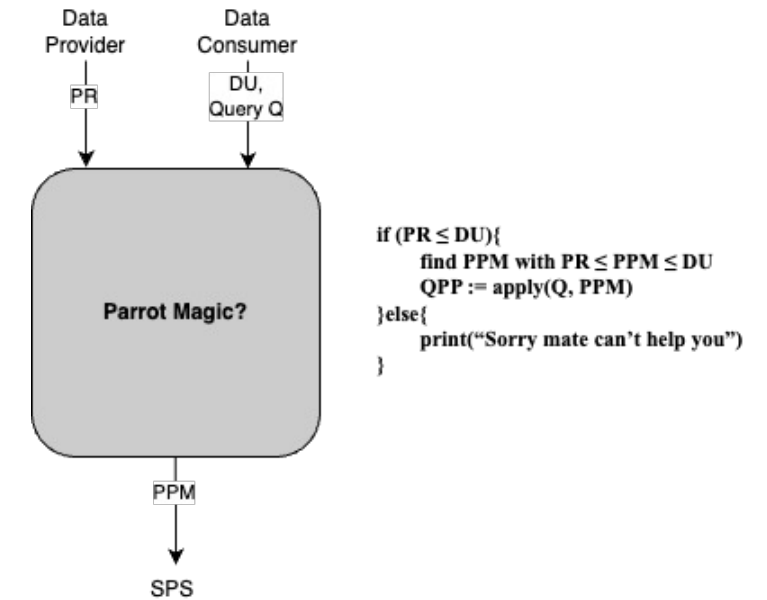 Data
Provider
Data
Consumer
PR
DU,
Query Q
Parrot Magic?
if (PR ≤ DU){
find PPM with PR ≤ PPM ≤ DU
QPP := apply(Q, PPM)
}else{
print(“Sorry mate can’t help you”)
}
PPM
SPS